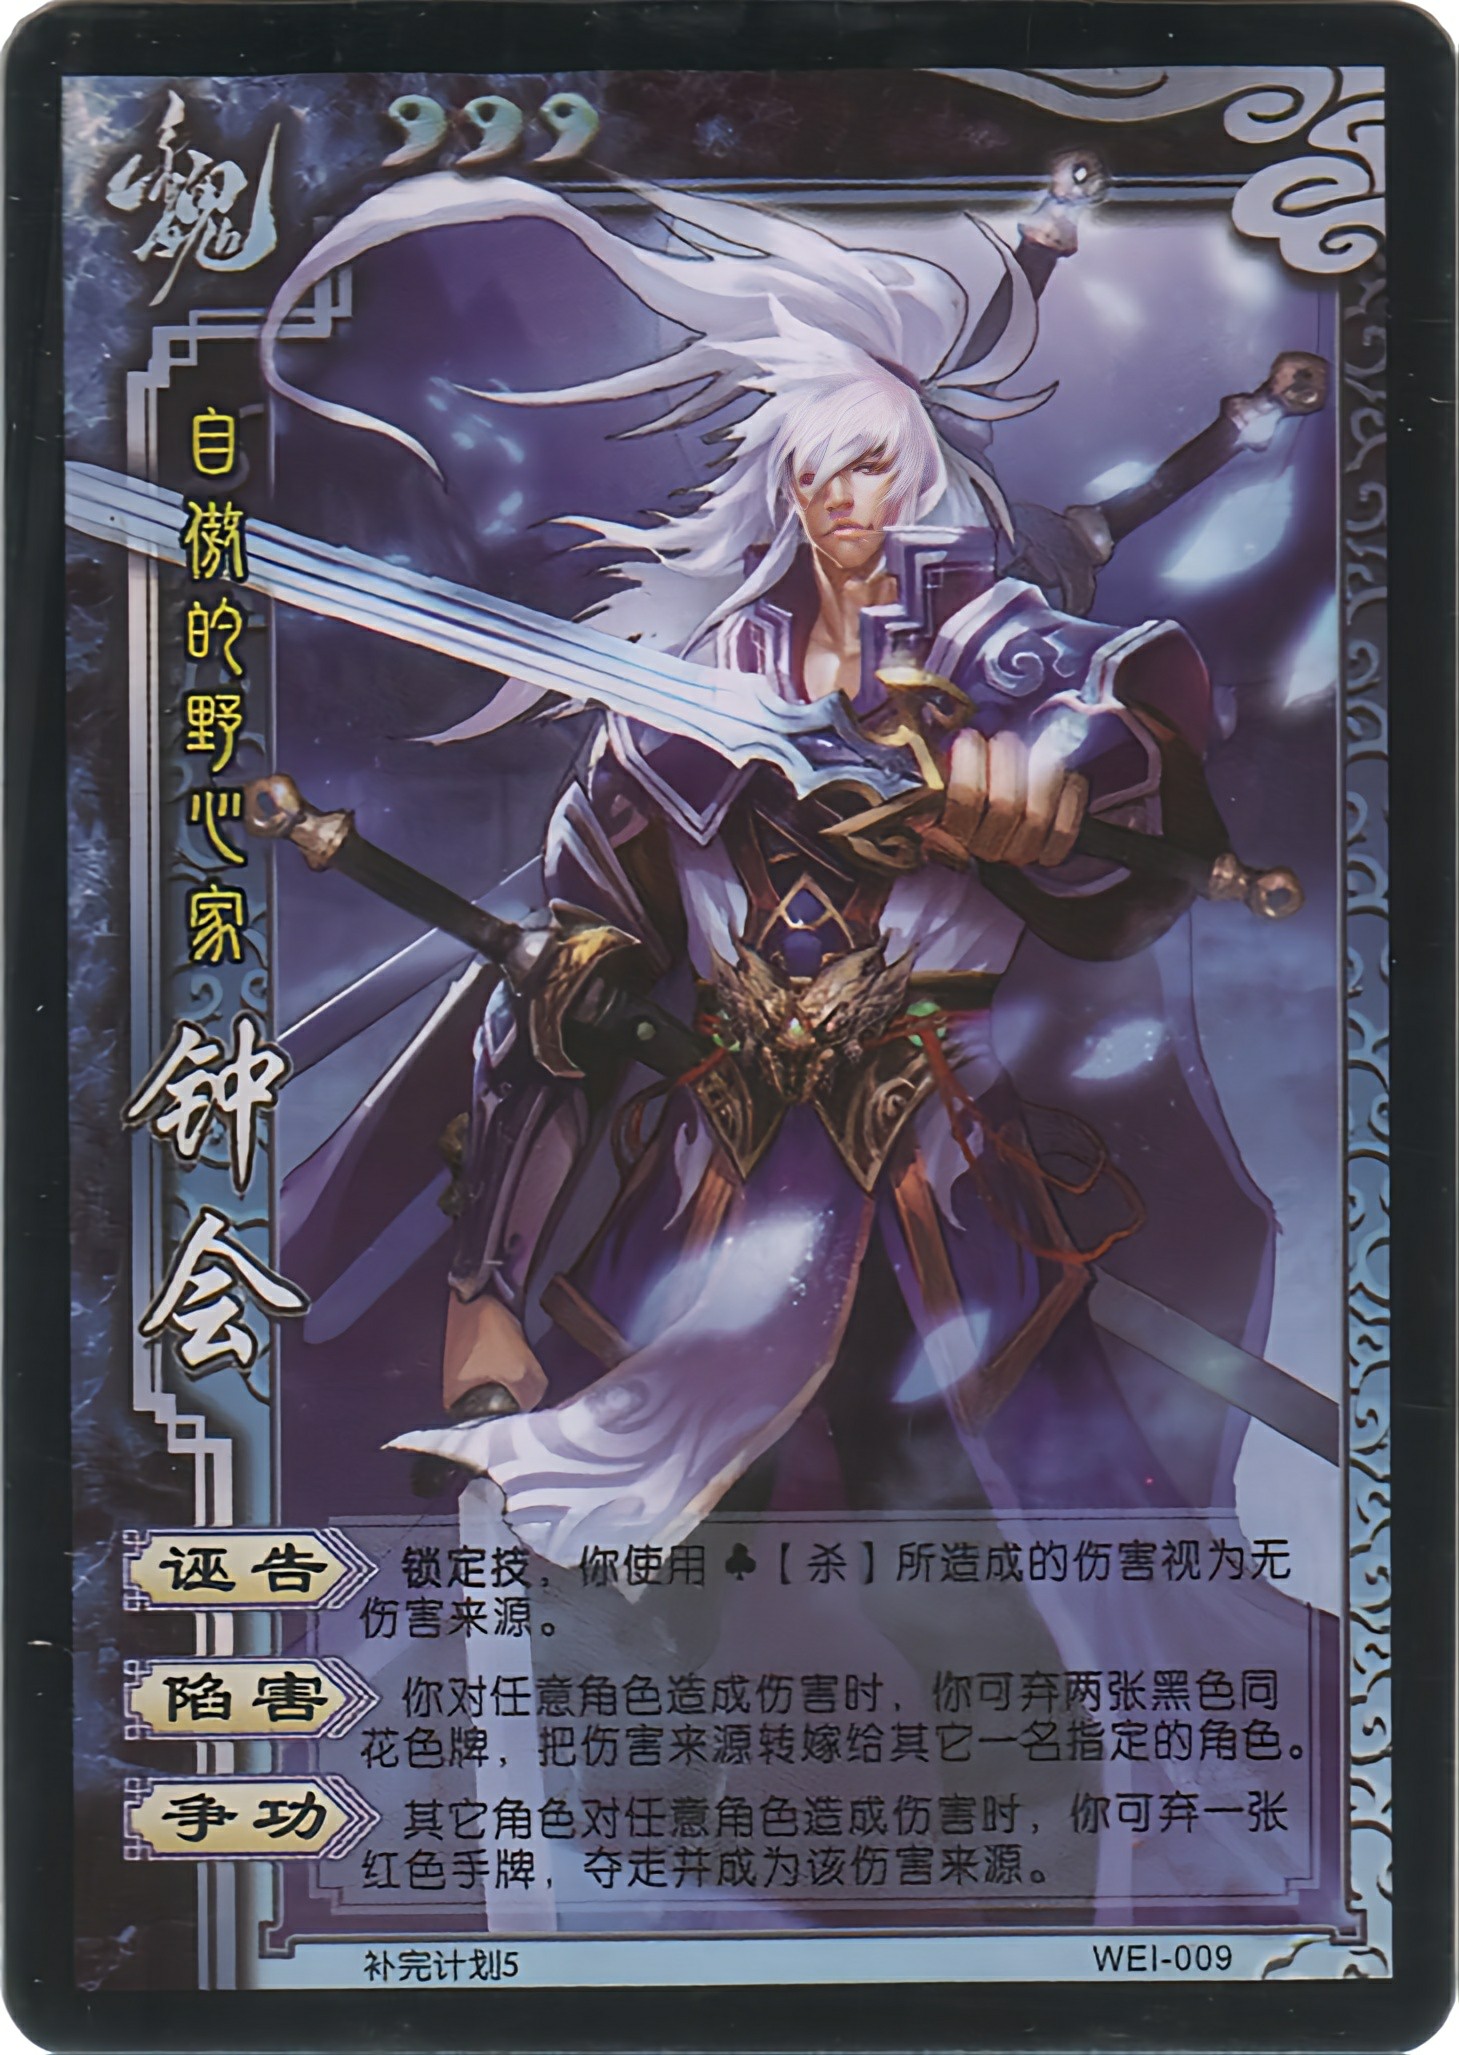 魏
自傲的野心家
钟会
诬告
锁定技，你使用♣【杀】所造成的伤害视为无
伤害来源。
陷害
你对任意角色造成伤害时，你可弃两张黑色同
花色牌，把伤害来源转嫁给其它一名指定的角色。
争功
其它角色对任意角色造成伤害时，你可弃一张
红色手牌，夺走并成为该伤害来源。
补完计划5
WEI-009